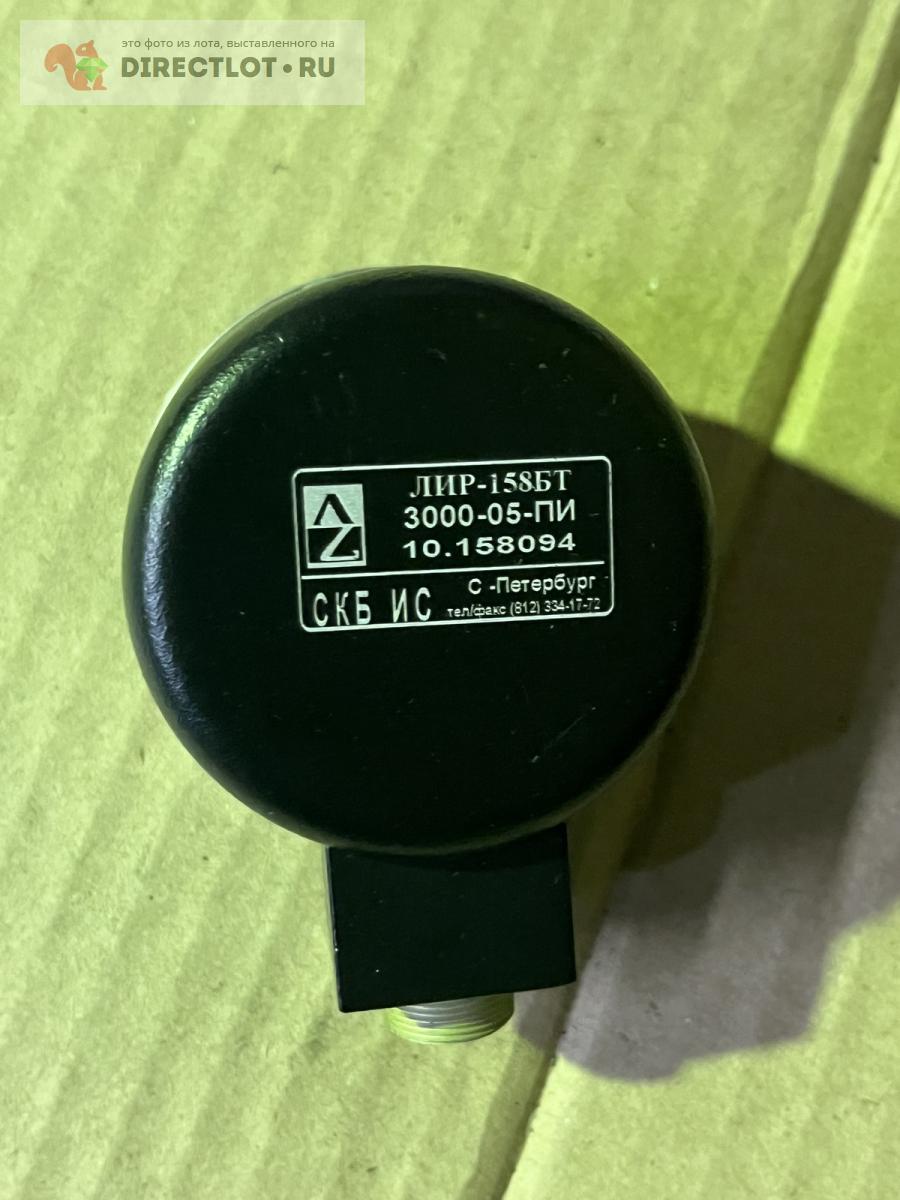 это фото из лота, выставленного на
DIRECTLOT•RU
ЛИР-158БТ
3000-05-ПИ
10.158094
СКБ ИС
С -Петербург
тел/факс (812) 334-17-72